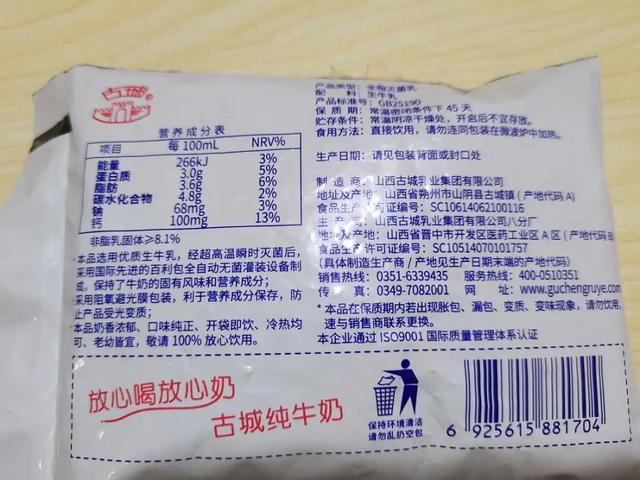 古城®
营养成分表
项目 每 100mL NRV%
能量 266kJ 3%
蛋白质 3.0g 5%
脂肪 3.6g 6%
碳水化合物 4.8g 2%
钠 68mg 3%
钙 100mg 13%
非脂乳固体≥8.1%
本品选用优质生牛乳，经超高温瞬时灭菌后，
采用国际先进的百利包全自动无菌灌装设备制
成，保持了牛奶的固有风味和营养成分；
采用阻氧避光膜包装，利于营养成分保存，防
止产品受光变质；
本品奶香浓郁、口味纯正、开袋即饮、冷热均
可、老幼皆宜，敬请 100% 放心饮用。
产品类型：全脂灭菌乳
配 料：生牛乳
产品标准号：GB25190
保 质 期：常温密闭条件下 45 天
贮存条件：常温阴凉干燥处，开启后不宜存放。
食用方法：直接饮用，请勿连同包装在微波炉中加热。
生产日期：请见包装背面或封口处
制 造 商：山西古城乳业集团有限公司
地址及产地：山西省朔州市山阴县古城镇（产地代码 A）
食品生产许可证编号：SC10614062100116
生 产 商：山西古城乳业集团有限公司八分厂
地址及产地：山西省晋中市开发区医药工业区 A 区（产地代码 B）
食品生产许可证编号：SC10514070101757
（具体制造生产商 / 产地见生产日期末端的产地代码）
销售热线：0351-6339435 服务热线：400-0510351
传 真：0349-7082001 网 址：www.guchengruye.com
* 本品在保质期内若出现胀包、漏包、变质、变味现象，请勿饮用，
速与销售商联系更换。
本企业通过 ISO9001 国际质量管理体系认证
放心喝放心奶
古城纯牛奶
保持环境清洁
请勿乱扔空包
6 925615 881704